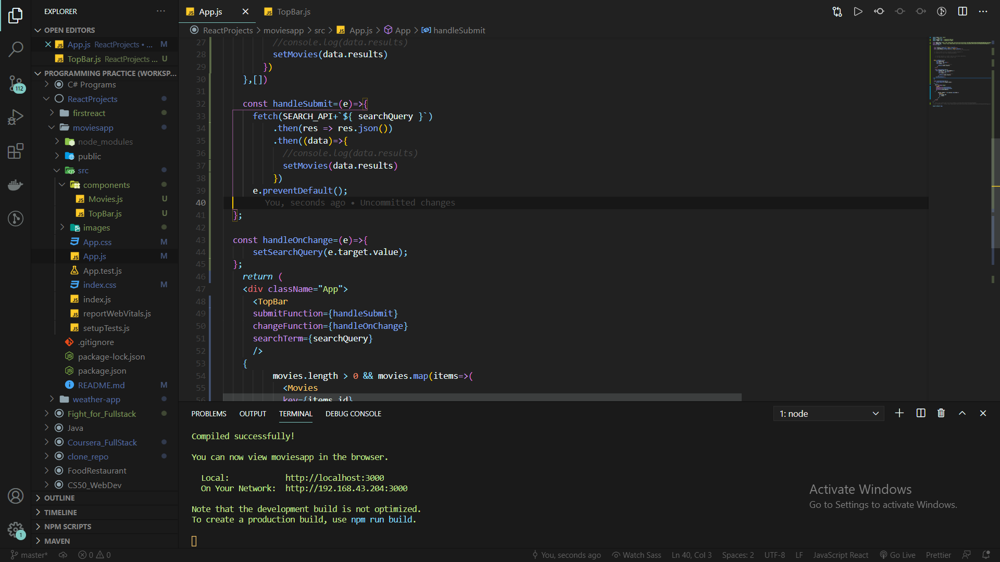 EXPLORER
OPEN EDITORS
App.js ReactProjects • ... M
TopBar.js ReactProjects ... U
PROGRAMMING PRACTICE (WORKSP...
C# Programs
ReactProjects
firstreact
moviesapp
node_modules
public
src
components
Movies.js U
TopBar.js U
images
App.css M
App.js M
App.test.js
index.css M
index.js
reportWebVitals.js
setupTests.js
.gitignore
package-lock.json
package.json
README.md M
weather-app
Fight_for_Fullstack
Java
Coursera_FullStack
clone_repo
FoodRestaurant
CS50_WebDev
OUTLINE
TIMELINE
NPM SCRIPTS
MAVEN
112
1
App.js
TopBar.js
ReactProjects > moviesapp > src > App.js > App > handleSubmit
27 //console.log(data.results)
28 setMovies(data.results)
29 })
30 },[])
31
32 const handleSubmit=(e)=>{
33 fetch(SEARCH_API+`${ searchQuery }`)
34 .then(res => res.json())
35 .then((data)=>{
36 //console.log(data.results)
37 setMovies(data.results)
38 })
39 e.preventDefault();
40 You, seconds ago • Uncommitted changes
41 };
42
43 const handleOnChange=(e)=>{
44 setSearchQuery(e.target.value);
45 };
46 return (
47 <div className="App">
48 <TopBar
49 submitFunction={handleSubmit}
50 changeFunction={handleOnChange}
51 searchTerm={searchQuery}
52 />
53 {
54 movies.length > 0 && movies.map(items=>(
55 <Movies
56 key={items.id}
PROBLEMS OUTPUT TERMINAL DEBUG CONSOLE
1: node
Compiled successfully!
You can now view moviesapp in the browser.
Local: http://localhost:3000
On Your Network: http://192.168.43.204:3000
Note that the development build is not optimized.
To create a production build, use npm run build.
Activate Windows
Go to Settings to activate Windows.
master* 0 0
You, seconds ago Watch Sass Ln 40, Col 3 Spaces: 2 UTF-8 LF JavaScript React Go Live Prettier